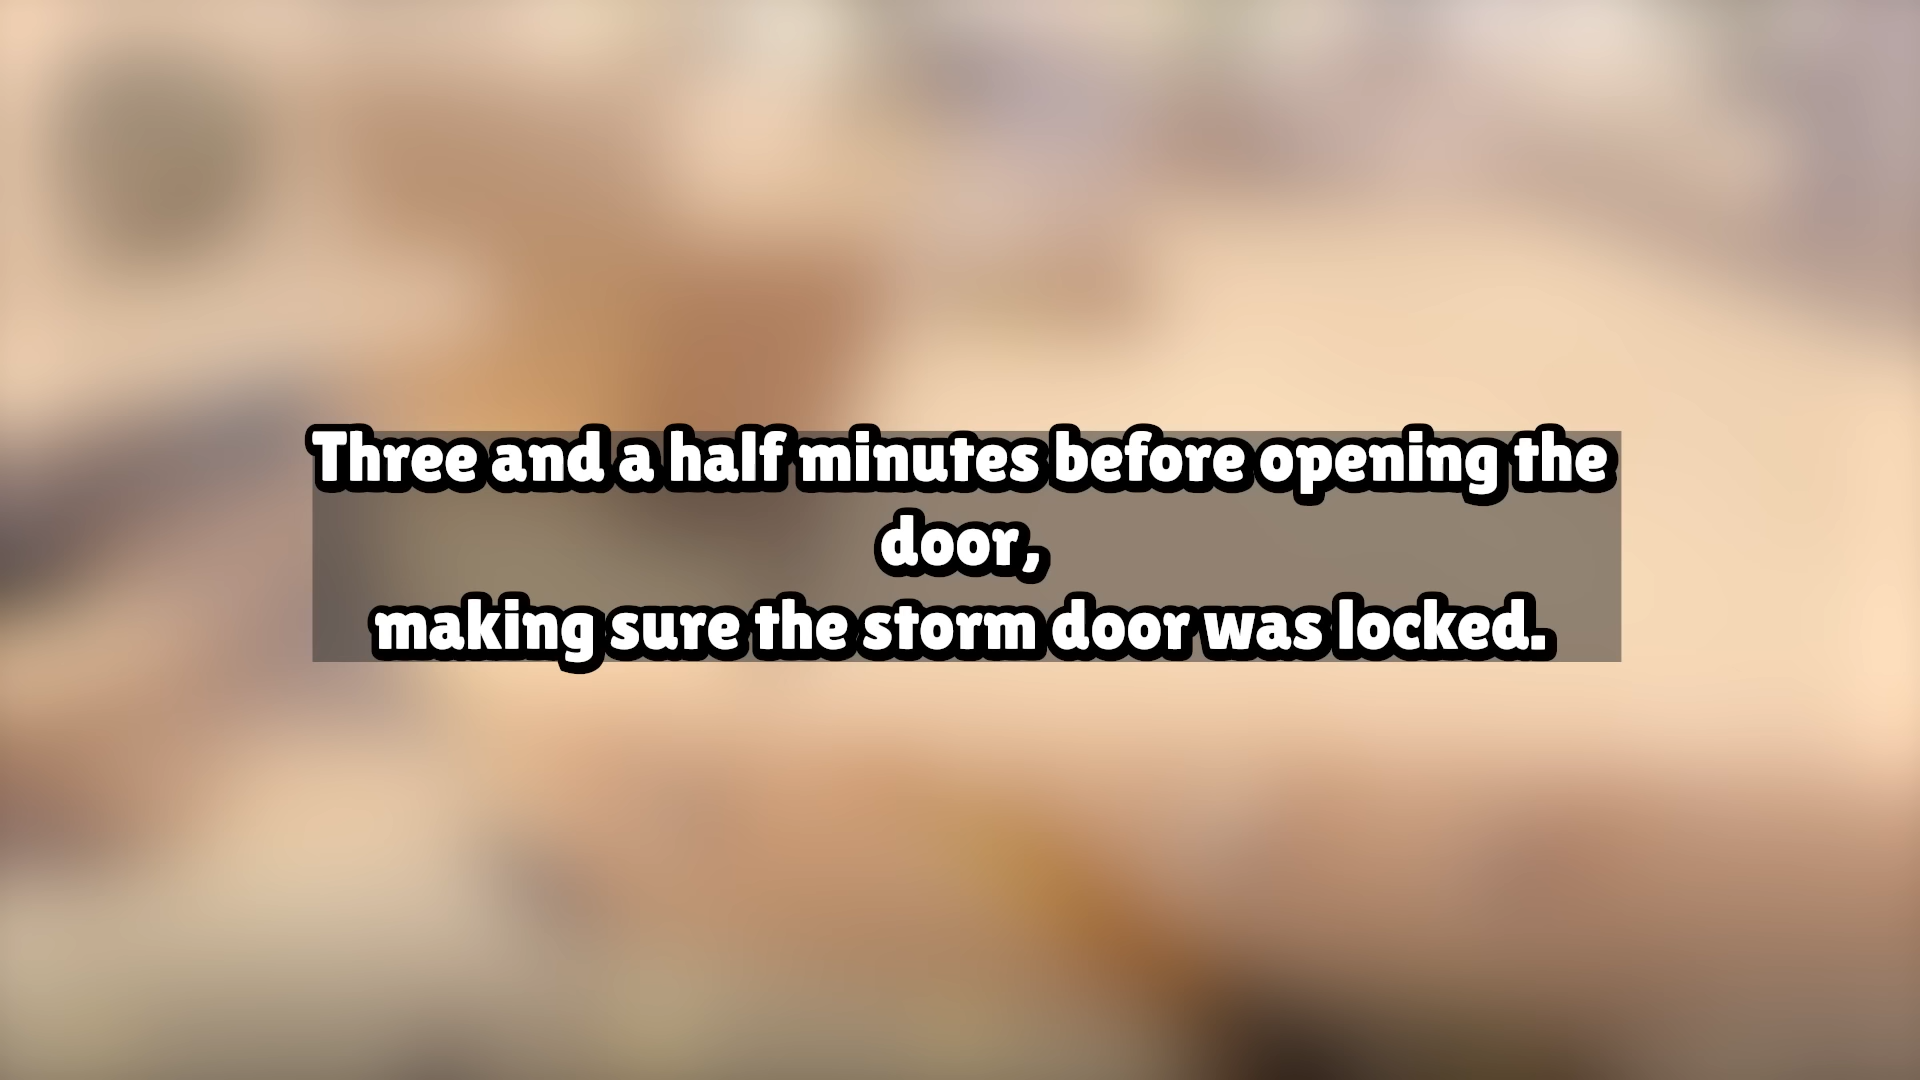 Three and a half minutes before opening the
door,
making sure the storm door was locked.